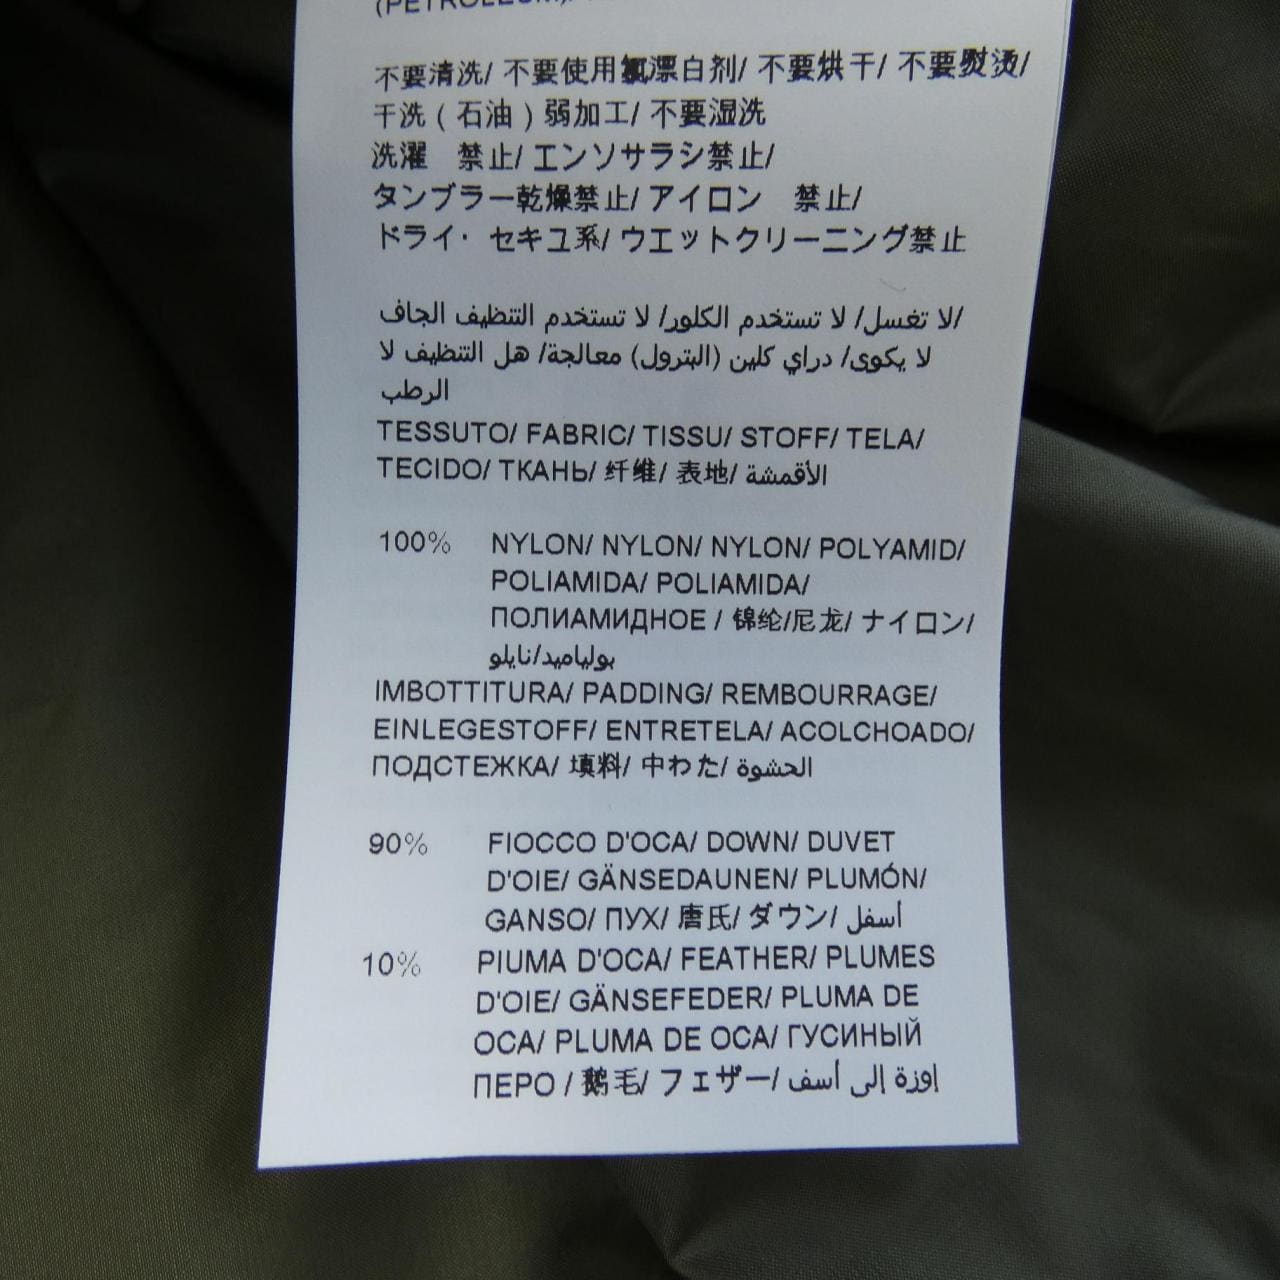 (PETROLEUM)/
不要清洗/ 不要使用氯漂白剂/ 不要烘干/ 不要熨烫/
干洗 ( 石油 ) 弱加工/ 不要湿洗
洗濯　禁止/ エンソサラシ禁止/
タンブラー乾燥禁止/ アイロン　禁止/
ドライ・ セキユ系/ ウエットクリーニング禁止
لا تغسل/ لا تستخدم الكلور/ لا تستخدم التنظيف الجاف/
لا يكوى/ دراي كلين (البترول) معالجة/ هل التنظيف لا
الرطب
TESSUTO/ FABRIC/ TISSU/ STOFF/ TELA/
TECIDO/ ТКАНЬ/ 纤维/ 表地/ الأقمشة
100% NYLON/ NYLON/ NYLON/ POLYAMID/
POLIAMIDA/ POLIAMIDA/
ПОЛИАМИДНОЕ / 锦纶/尼龙/ ナイロン/
بولياميد/نايلو
IMBOTTITURA/ PADDING/ REMBOURRAGE/
EINLEGESTOFF/ ENTRETELA/ ACOLCHOADO/
ПОДСТЕЖКА/ 填料/ 中わた/ الحشوة
90% FIOCCO D'OCA/ DOWN/ DUVET
D'OIE/ GÄNSEDAUNEN/ PLUMÓN/
GANSO/ ПУХ/ 唐氏/ ダウン/ أسفل
10% PIUMA D'OCA/ FEATHER/ PLUMES
D'OIE/ GÄNSEFEDER/ PLUMA DE
OCA/ PLUMA DE OCA/ ГУСИНЫЙ
ПЕРО / 鹅毛/ フェザー/ إوزة إلى أسف